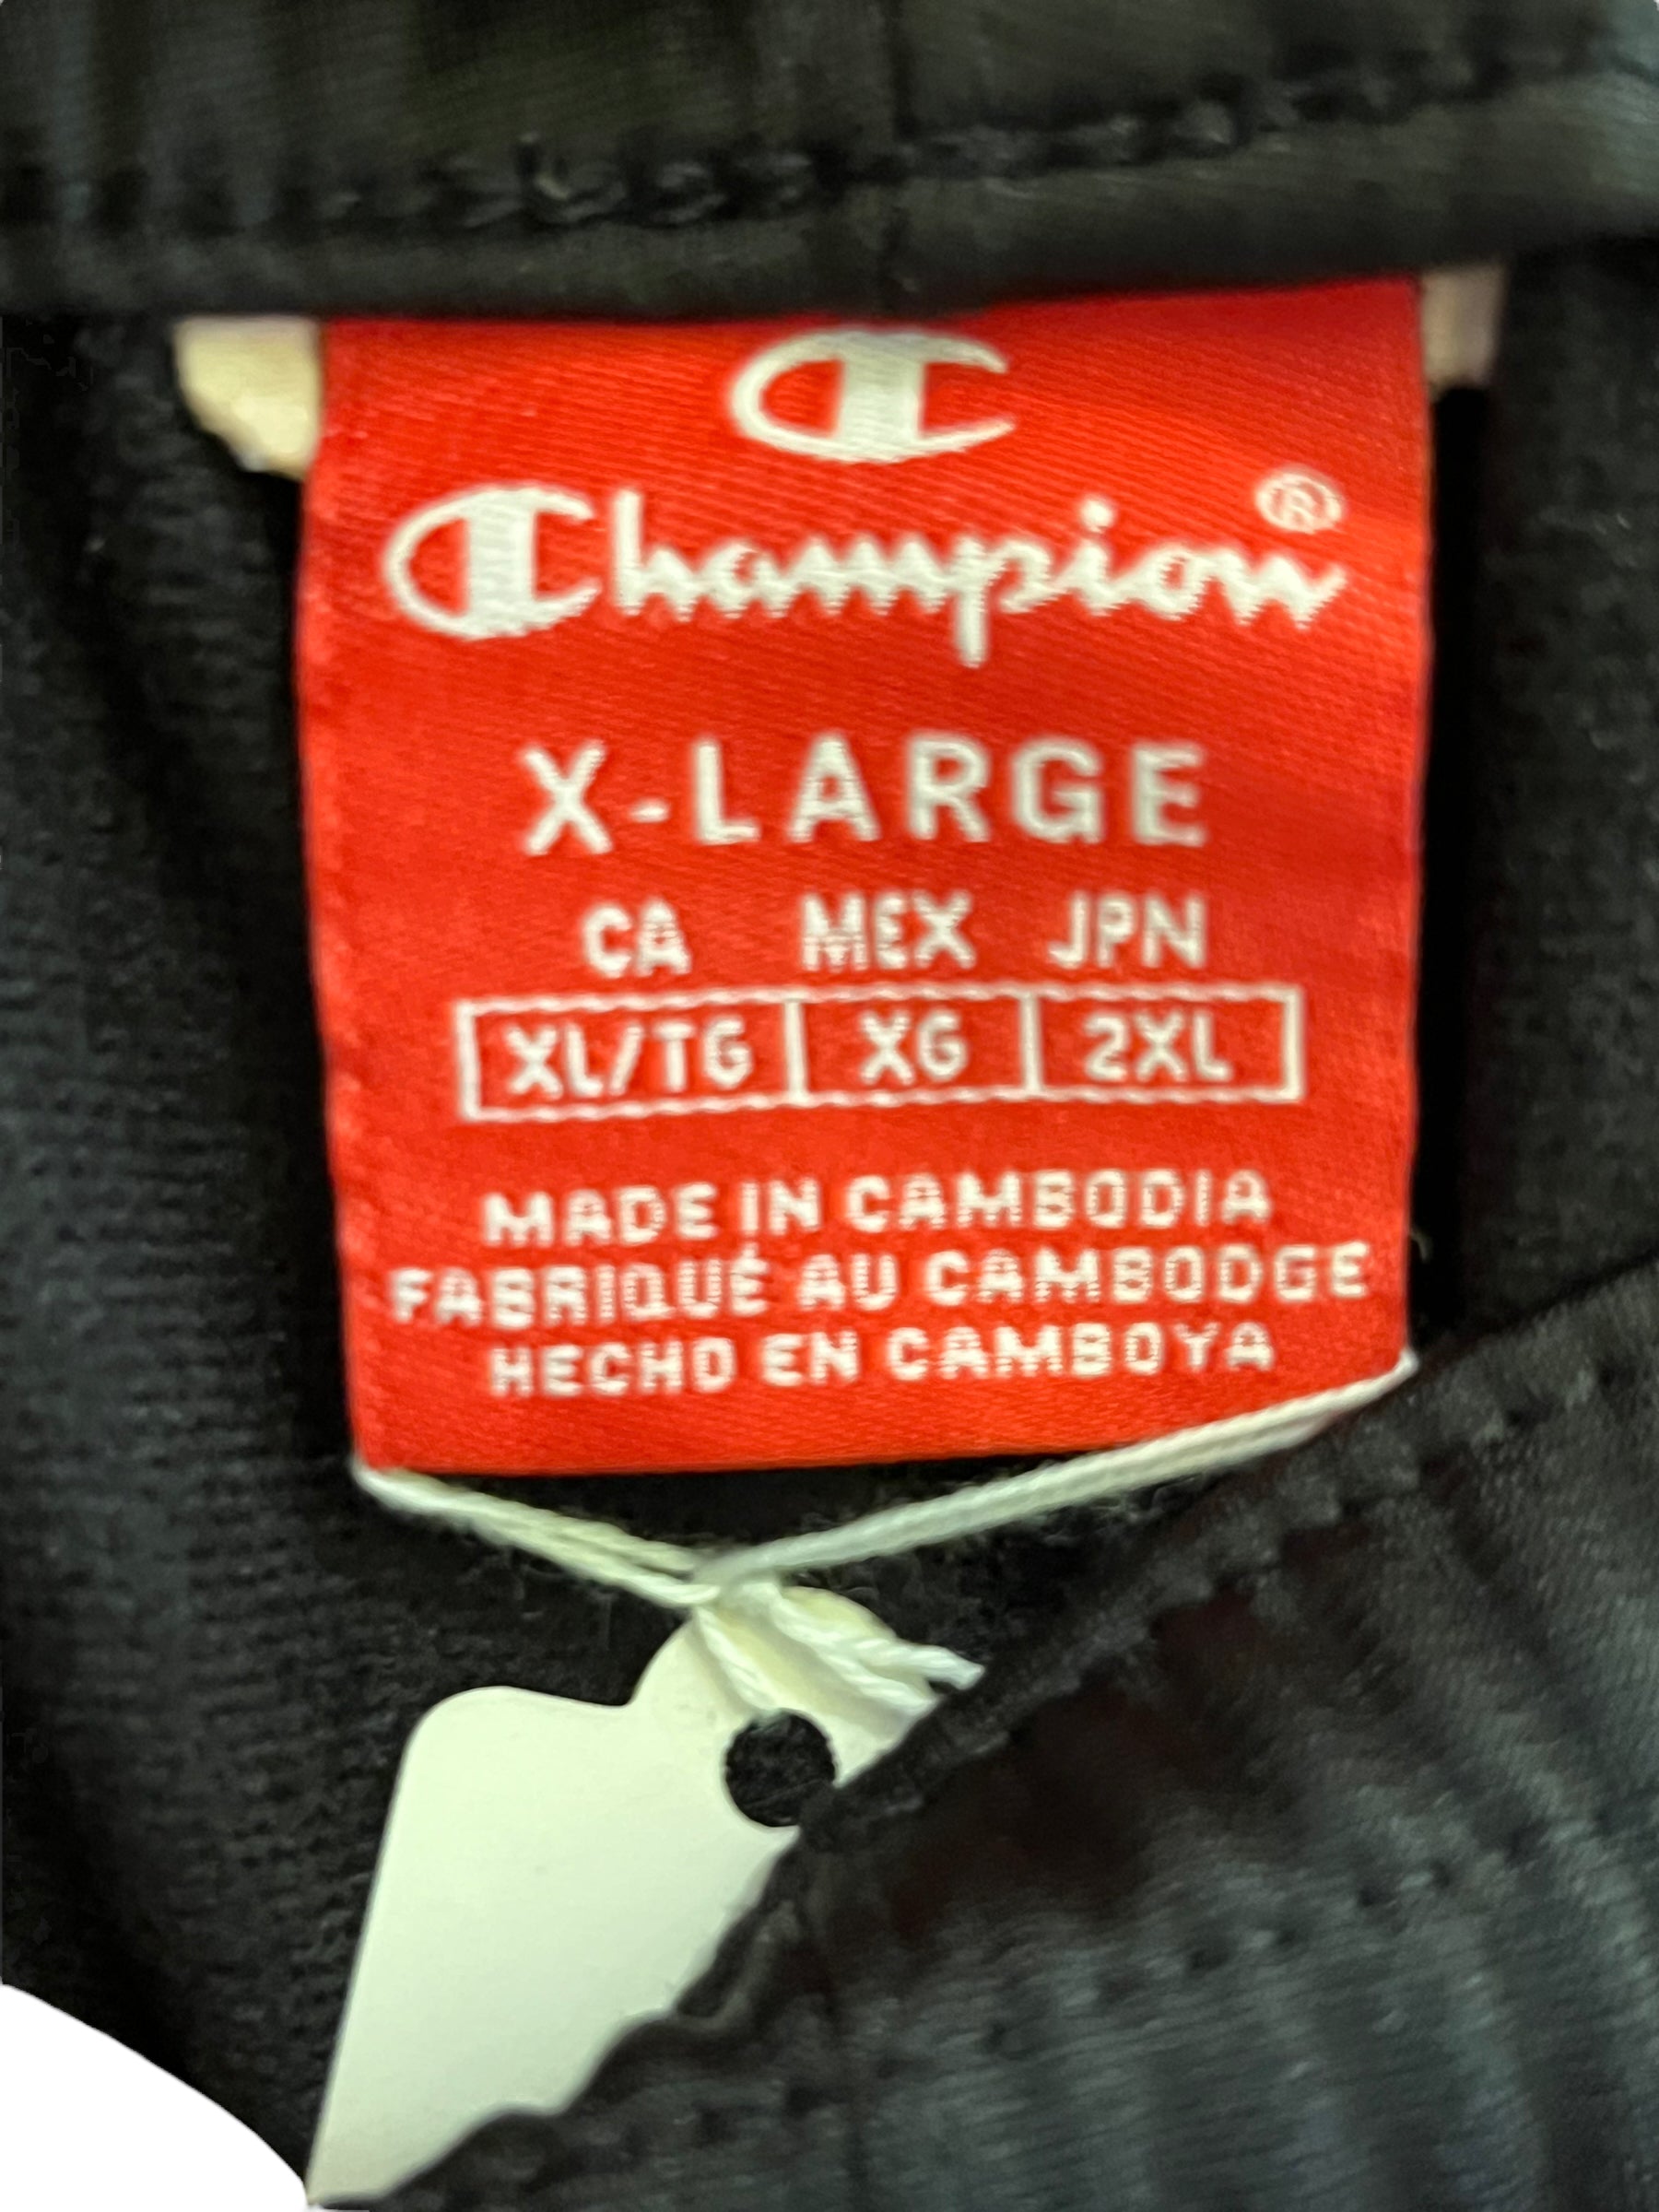 C
Champion®
X-LARGE
CA MEX JPN
XL/TG XG 2XL
MADE IN CAMBODIA
FABRIQUÉ AU CAMBODGE
HECHO EN CAMBOYA